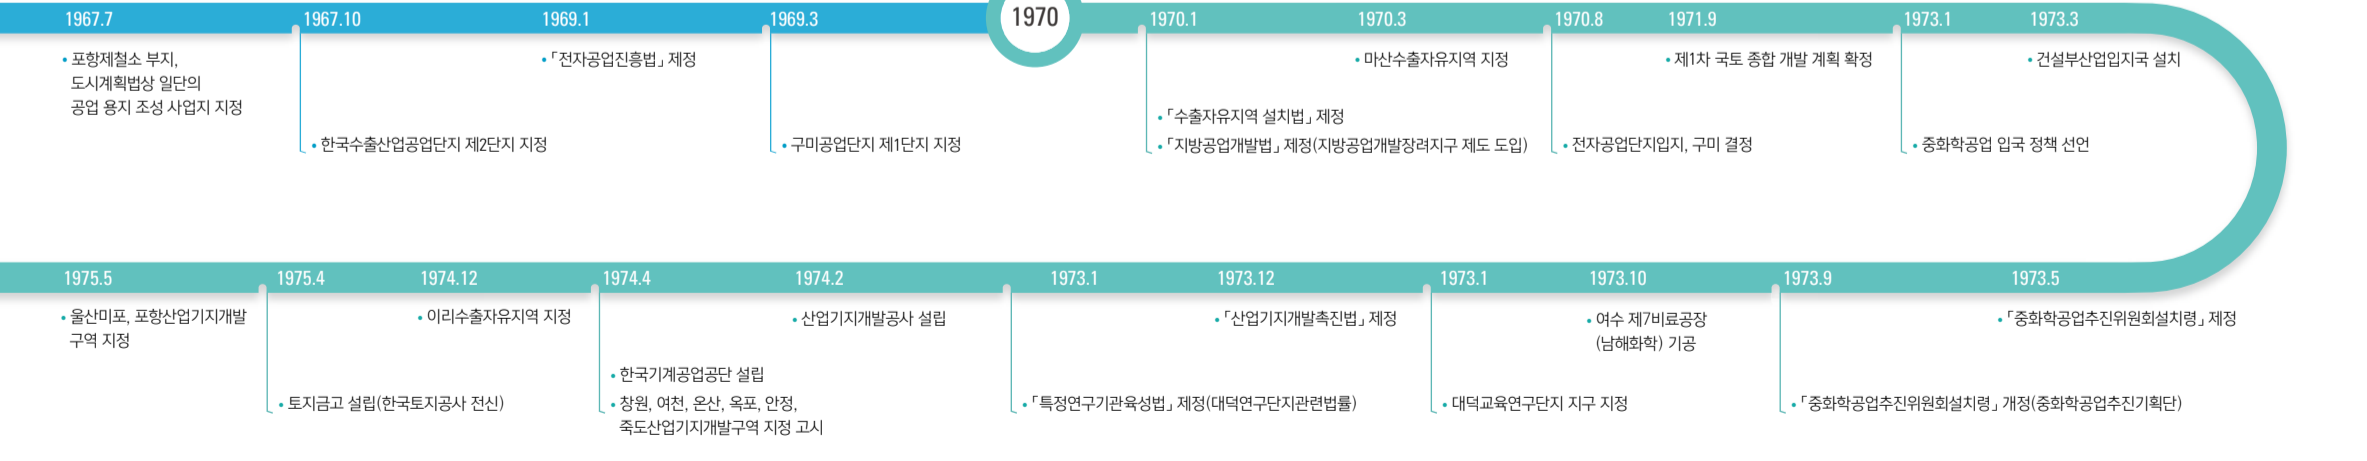 1967.7
• 포항제철소 부지,
도시계획법상 일단의
공업 용지 조성 사업지 지정
1967.10
• 한국수출산업공업단지 제2단지 지정
1969.1
• 「전자공업진흥법」 제정
1969.3
• 구미공업단지 제1단지 지정
1970
1970.1
• 「수출자유지역 설치법」 제정
• 「지방공업개발법」 제정(지방공업개발장려지구 제도 도입)
1970.3
• 마산수출자유지역 지정
1970.8
• 전자공업단지입지, 구미 결정
1971.9
• 제1차 국토 종합 개발 계획 확정
1973.1
• 중화학공업 입국 정책 선언
1973.3
• 건설부산업입지국 설치
1973.5
• 「중화학공업추진위원회설치령」 제정
1973.9
• 「중화학공업추진위원회설치령」 개정(중화학공업추진기획단)
1973.10
• 여수 제7비료공장
(남해화학) 기공
1973.1
• 대덕교육연구단지 지구 지정
1973.12
• 「산업기지개발촉진법」 제정
1973.1
• 「특정연구기관육성법」 제정(대덕연구단지관련법률)
1974.2
• 산업기지개발공사 설립
1974.4
• 한국기계공업공단 설립
• 창원, 여천, 온산, 옥포, 안정,
죽도산업기지개발구역 지정 고시
1974.12
• 이리수출자유지역 지정
1975.4
• 토지금고 설립(한국토지공사 전신)
1975.5
• 울산미포, 포항산업기지개발
구역 지정